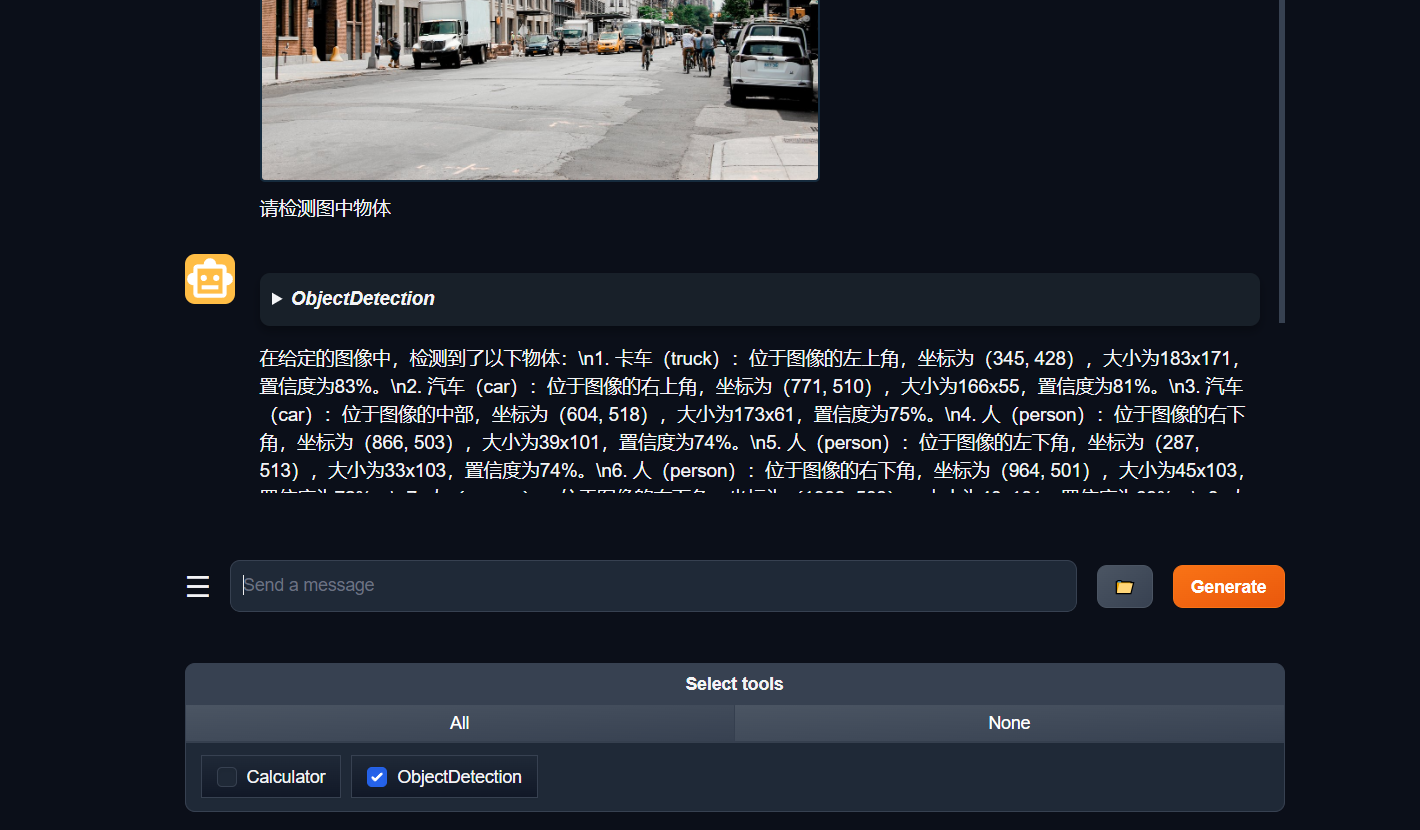 请检测图中物体
ObjectDetection
在给定的图像中，检测到了以下物体：\n1. 卡车（truck）：位于图像的左上角，坐标为（345, 428），大小为183x171，
置信度为83%。\n2. 汽车（car）：位于图像的右上角，坐标为（771, 510），大小为166x55，置信度为81%。\n3. 汽车
（car）：位于图像的中部，坐标为（604, 518），大小为173x61，置信度为75%。\n4. 人（person）：位于图像的右下
角，坐标为（866, 503），大小为39x101，置信度为74%。\n5. 人（person）：位于图像的左下角，坐标为（287,
513），大小为33x103，置信度为74%。\n6. 人（person）：位于图像的右下角，坐标为（964, 501），大小为45x103，
Send a message
Generate
Select tools
All
None
Calculator
ObjectDetection